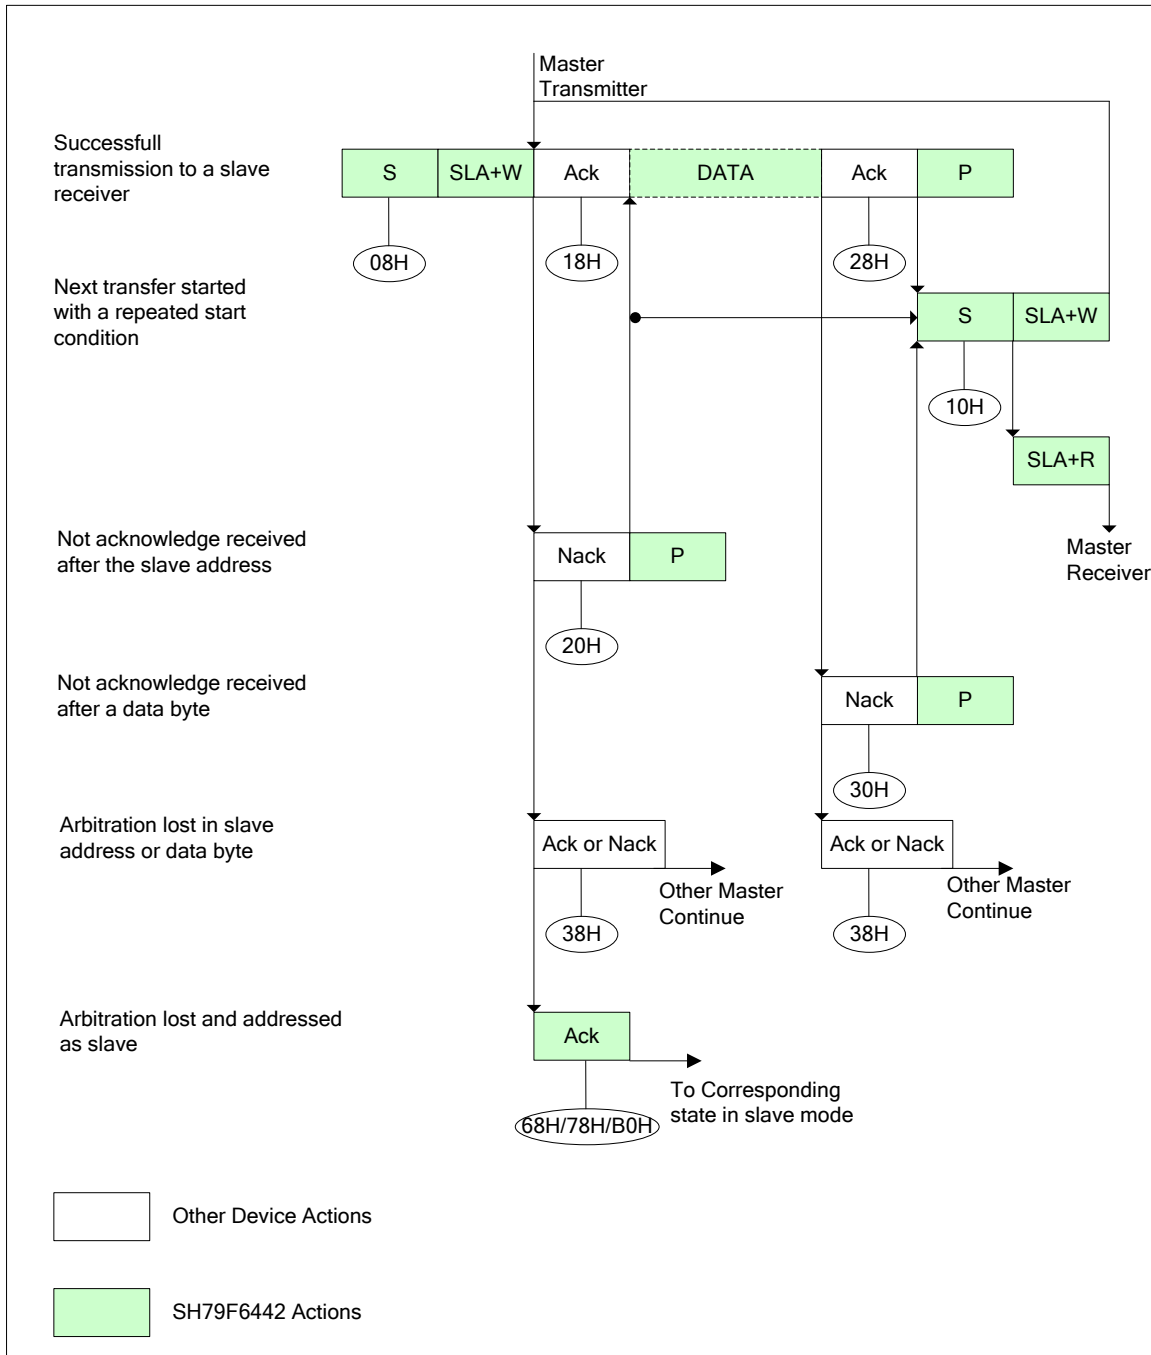 Master
Transmitter
Successfull
transmission to a slave
receiver
S
SLA+W
Ack
DATA
Ack
P
08H
18H
28H
Next transfer started
with a repeated start
condition
S
SLA+W
10H
SLA+R
Not acknowledge received
after the slave address
Nack
P
Master
Receiver
20H
Not acknowledge received
after a data byte
Nack
P
30H
Arbitration lost in slave
address or data byte
Ack or Nack
Ack or Nack
Other Master
Continue
Other Master
Continue
38H
38H
Arbitration lost and addressed
as slave
Ack
To Corresponding
state in slave mode
68H/78H/B0H
Other Device Actions
SH79F6442 Actions